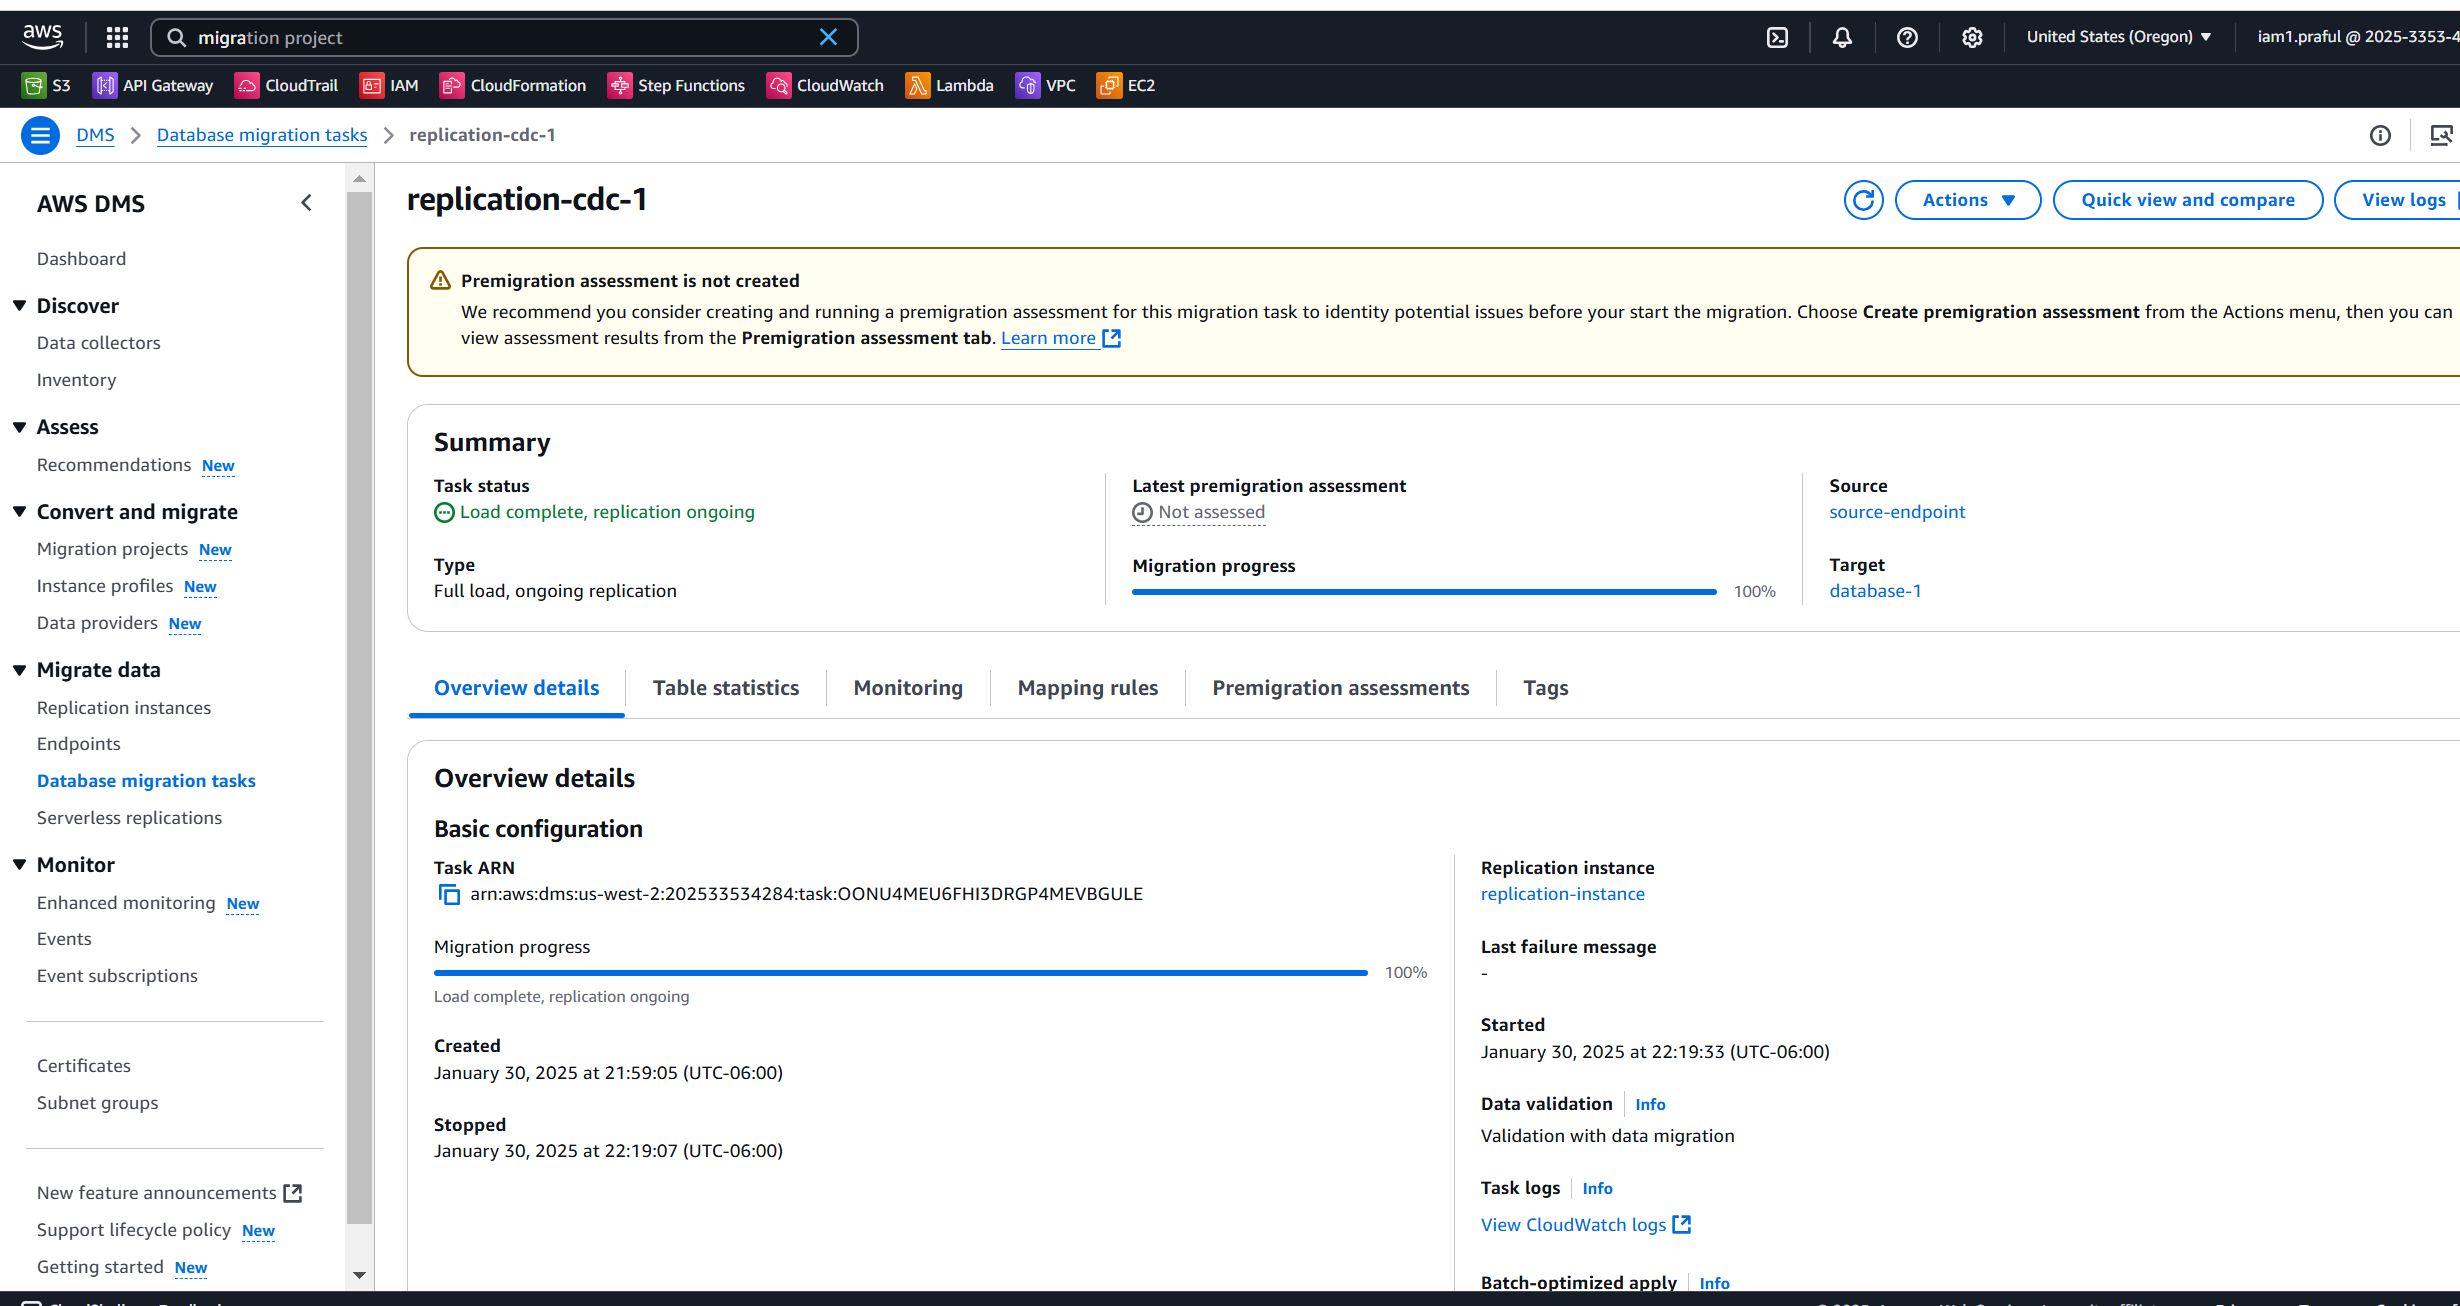 aws
migration project
United States (Oregon)
iam1.praful @ 2025-3353-4
S3
API Gateway
CloudTrail
IAM
CloudFormation
Step Functions
CloudWatch
Lambda
VPC
EC2
DMS
Database migration tasks
replication-cdc-1
AWS DMS
Dashboard
Discover
Data collectors
Inventory
Assess
Recommendations New
Convert and migrate
Migration projects New
Instance profiles New
Data providers New
Migrate data
Replication instances
Endpoints
Database migration tasks
Serverless replications
Monitor
Enhanced monitoring New
Events
Event subscriptions
Certificates
Subnet groups
New feature announcements
Support lifecycle policy New
Getting started New
replication-cdc-1
Actions
Quick view and compare
View logs
Premigration assessment is not created
We recommend you consider creating and running a premigration assessment for this migration task to identity potential issues before your start the migration. Choose Create premigration assessment from the Actions menu, then you can
view assessment results from the Premigration assessment tab. Learn more
Summary
Task status
Load complete, replication ongoing
Type
Full load, ongoing replication
Latest premigration assessment
Not assessed
Migration progress
100%
Source
source-endpoint
Target
database-1
Overview details
Table statistics
Monitoring
Mapping rules
Premigration assessments
Tags
Overview details
Basic configuration
Task ARN
arn:aws:dms:us-west-2:202533534284:task:OONU4MEU6FHI3DRGP4MEVBGULE
Migration progress
100%
Load complete, replication ongoing
Created
January 30, 2025 at 21:59:05 (UTC-06:00)
Stopped
January 30, 2025 at 22:19:07 (UTC-06:00)
Replication instance
replication-instance
Last failure message
-
Started
January 30, 2025 at 22:19:33 (UTC-06:00)
Data validation Info
Validation with data migration
Task logs Info
View CloudWatch logs
Batch-optimized apply Info